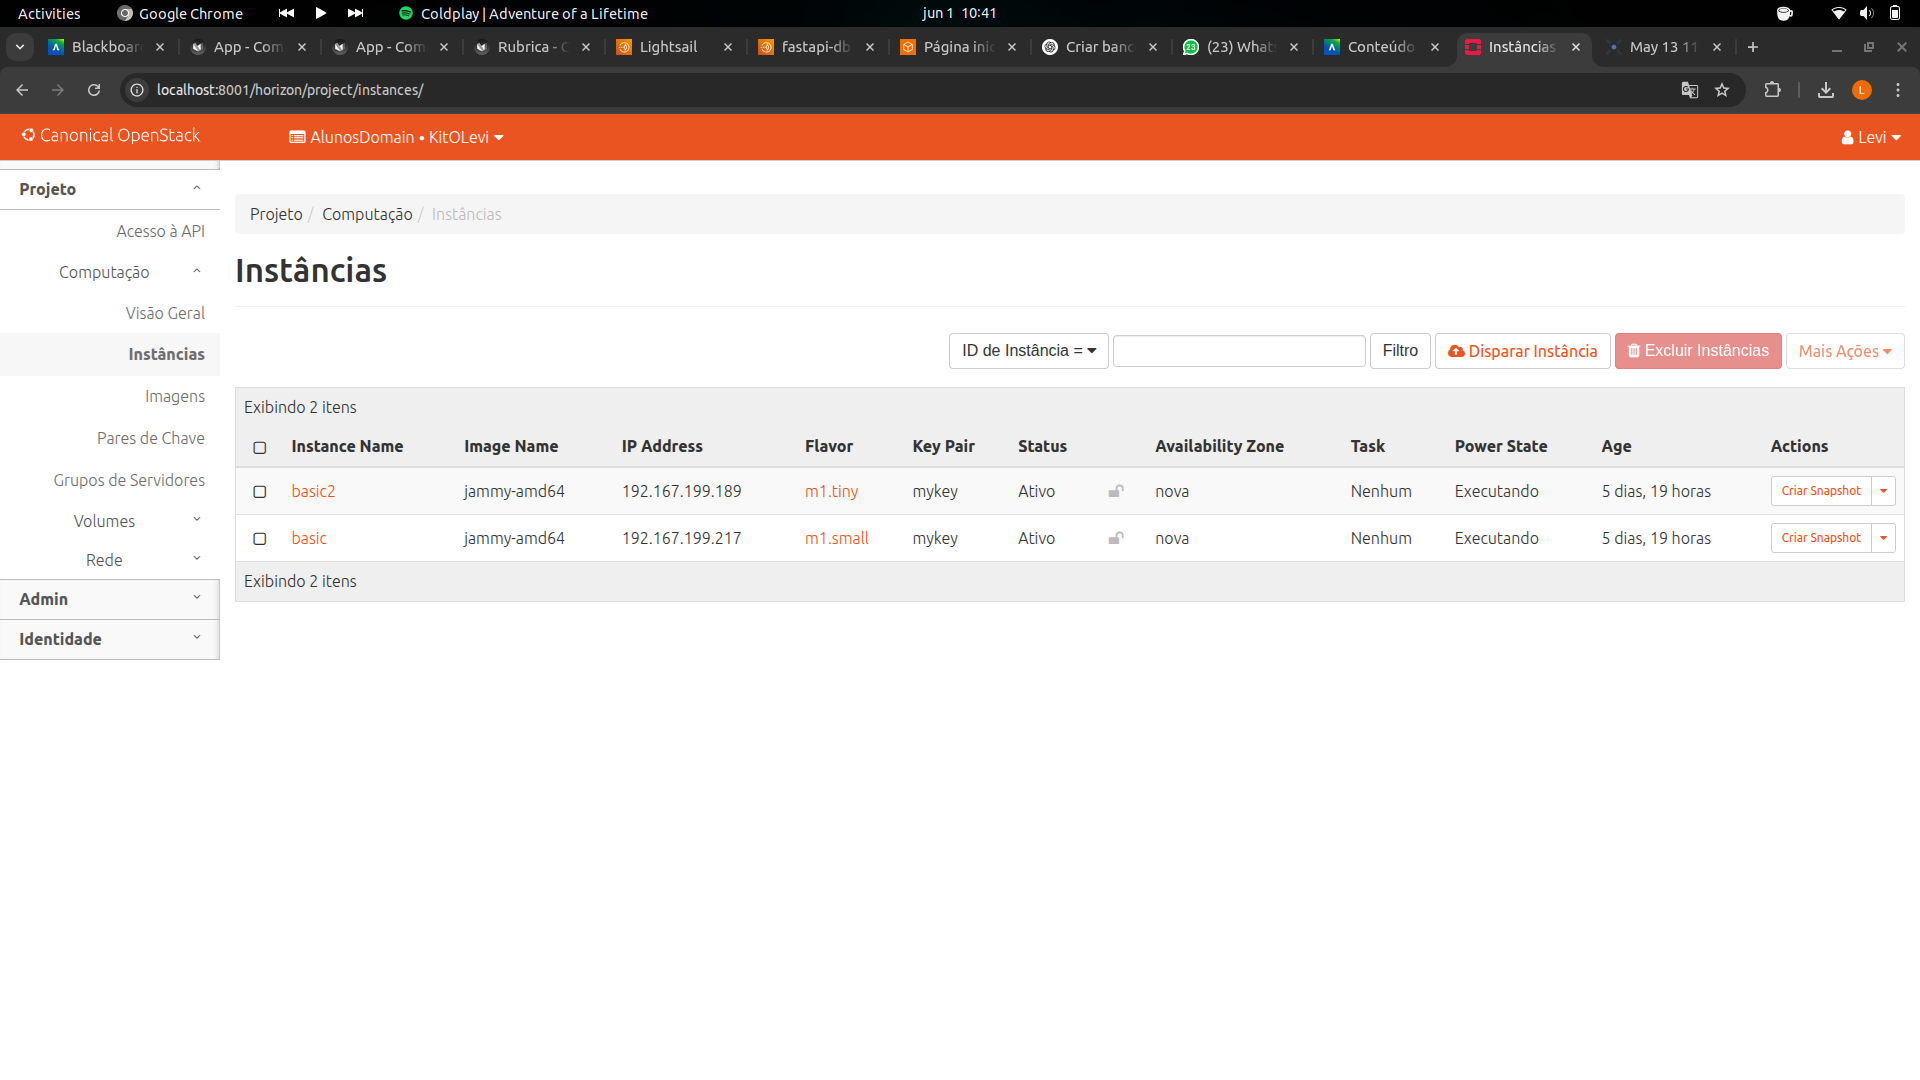 Activities Google Chrome Coldplay | Adventure of a Lifetime jun 1 10:41
Blackboar App - Com App - Com Rubrica - C Lightsail fastapi-db Página inic Criar banc (23) What Conteúdo Instâncias May 13 11
localhost:8001/horizon/project/instances/ L
Canonical OpenStack AlunosDomain • KitOLevi Levi
Projeto
Acesso à API
Computação
Visão Geral
Instâncias
Imagens
Pares de Chave
Grupos de Servidores
Volumes
Rede
Admin
Identidade
Projeto / Computação / Instâncias
Instâncias
ID de Instância = Filtro Disparar Instância Excluir Instâncias Mais Ações
Exibindo 2 itens
Instance Name Image Name IP Address Flavor Key Pair Status Availability Zone Task Power State Age Actions
basic2 jammy-amd64 192.167.199.189 m1.tiny mykey Ativo nova Nenhum Executando 5 dias, 19 horas Criar Snapshot
basic jammy-amd64 192.167.199.217 m1.small mykey Ativo nova Nenhum Executando 5 dias, 19 horas Criar Snapshot
Exibindo 2 itens